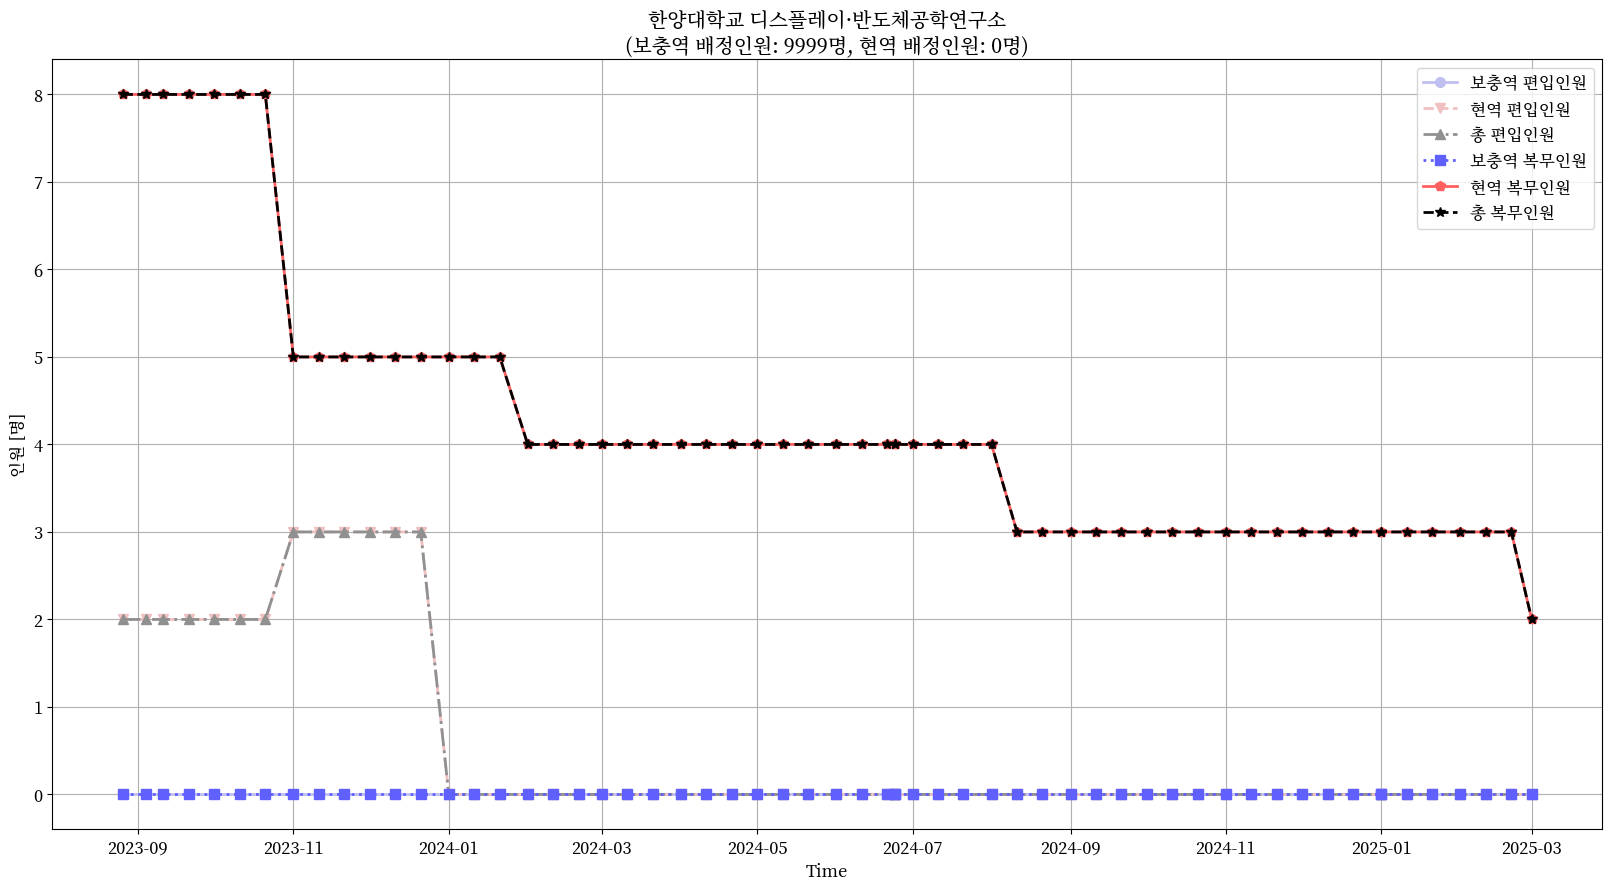 한양대학교 디스플레이·반도체공학연구소
(보충역 배정인원: 9999명, 현역 배정인원: 0명)
보충역 편입인원
현역 편입인원
총 편입인원
보충역 복무인원
현역 복무인원
총 복무인원
인원 [명]
8
7
6
5
4
3
2
1
0
2023-09 2023-11 2024-01 2024-03 2024-05 2024-07 2024-09 2024-11 2025-01 2025-03
Time